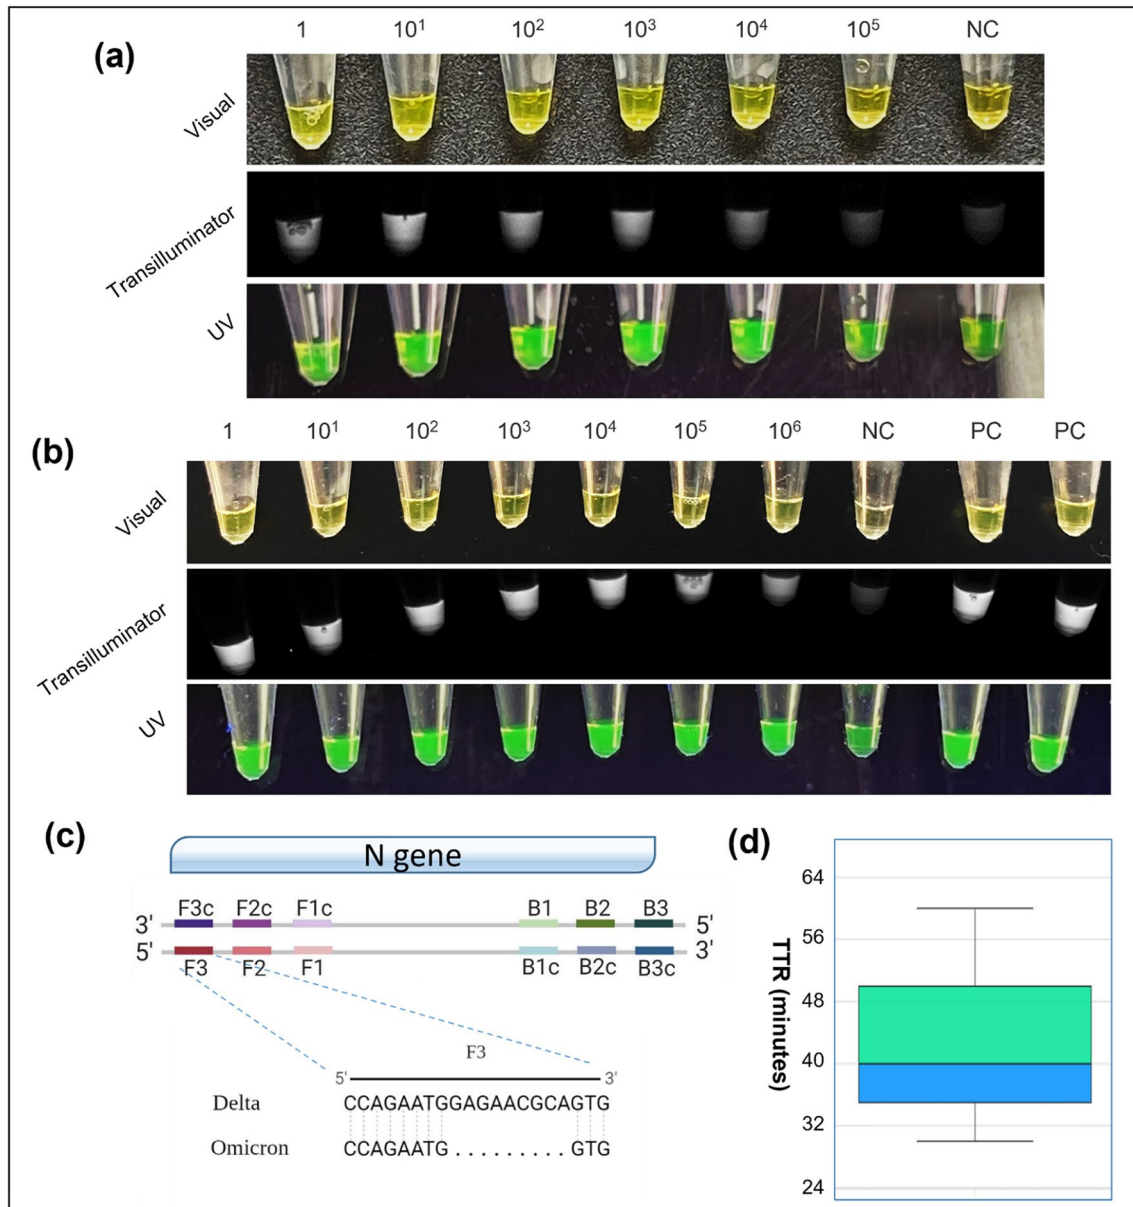 (a)
1 10¹ 10² 10³ 10⁴ 10⁵ NC
Visual
Transilluminator
UV
(b)
1 10¹ 10² 10³ 10⁴ 10⁵ 10⁶ NC PC PC
Visual
Transilluminator
UV
(c)
N gene
F3c F2c F1c B1 B2 B3
3' 5'
5' 3'
F3 F2 F1 B1c B2c B3c
F3
5' 3'
Delta CCAGAATGGAGAACGCAGTG
Omicron CCAGAATG.........GTG
(d)
TTR (minutes)
64
56
48
40
32
24